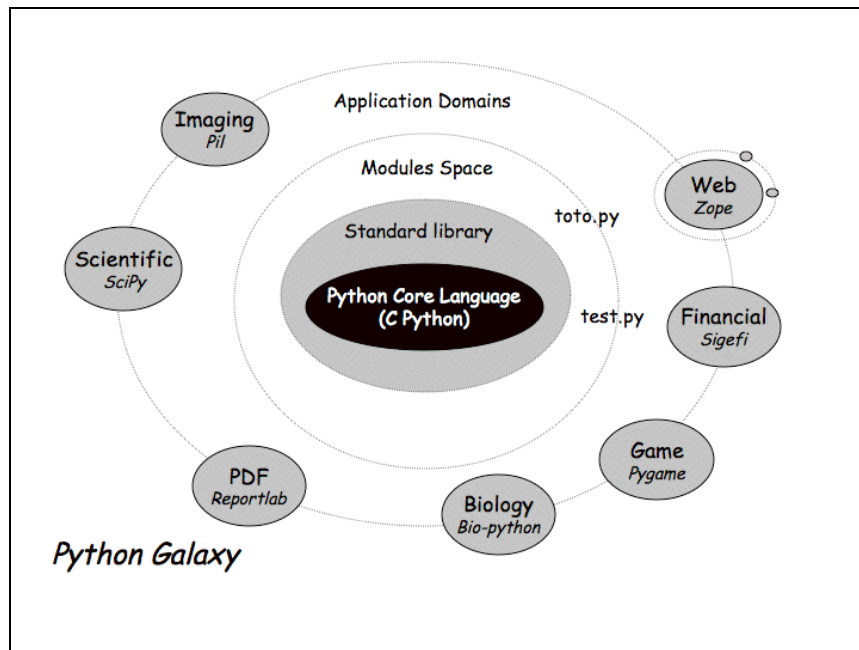 Application Domains
Imaging
Pil
Modules Space
Web
Zope
toto.py
Standard library
Scientific
SciPy
Python Core Language
(C Python)
test.py
Financial
Sigefi
Game
Pygame
PDF
Reportlab
Biology
Bio-python
Python Galaxy